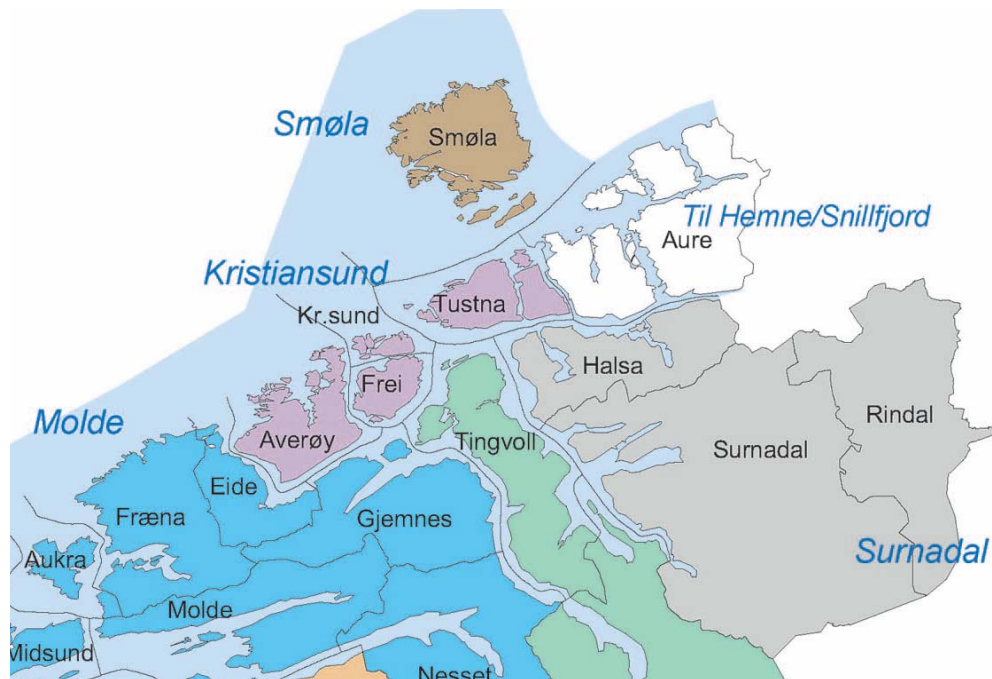 Smøla
Smøla
Til Hemne/Snillfjord
Aure
Kristiansund
Tustna
Kr.sund
Halsa
Frei
Rindal
Molde
Averøy
Tingvoll
Surnadal
Eide
Fræna
Gjemnes
Surnadal
Aukra
Molde
Midsund
Nesset